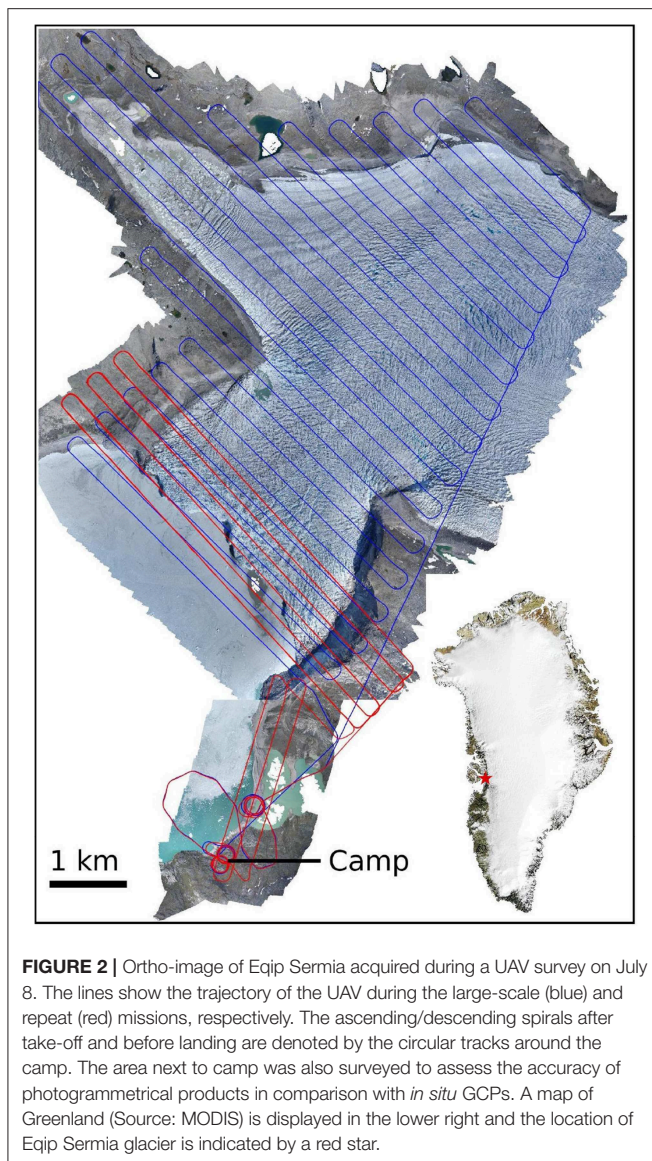 1 km
Camp
FIGURE 2 | Ortho-image of Eqip Sermia acquired during a UAV survey on July
8. The lines show the trajectory of the UAV during the large-scale (blue) and
repeat (red) missions, respectively. The ascending/descending spirals after
take-off and before landing are denoted by the circular tracks around the
camp. The area next to camp was also surveyed to assess the accuracy of
photogrammetrical products in comparison with in situ GCPs. A map of
Greenland (Source: MODIS) is displayed in the lower right and the location of
Eqip Sermia glacier is indicated by a red star.